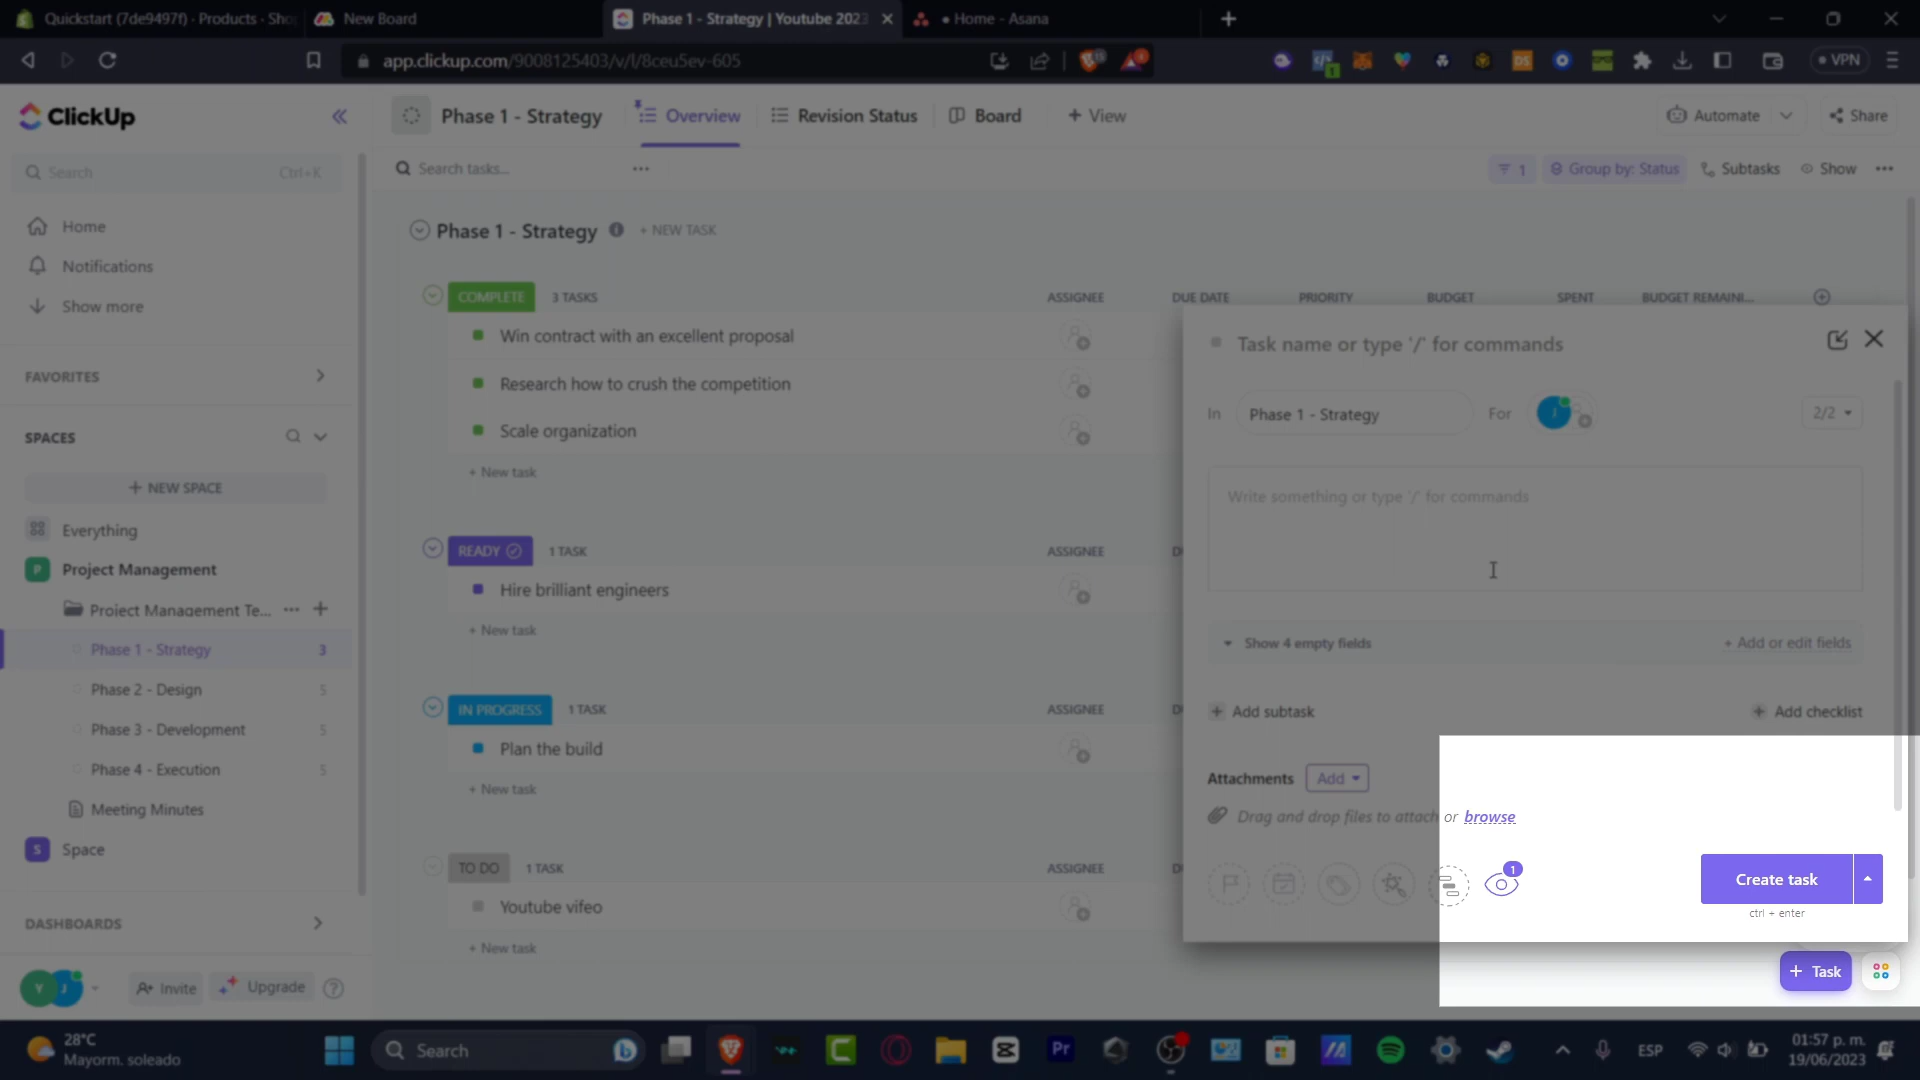 Quickstart (7de9497f) · Products · Sho
New Board
Phase 1 - Strategy | Youtube 2023
• Home - Asana
app.clickup.com/9008125403/v/l/8ceu5ev-605
15
1
DS
VPN
ClickUp
Phase 1 - Strategy
Overview
Revision Status
Board
+ View
Automate
Share
Search
Ctrl+K
Search tasks...
1
Group by: Status
Subtasks
Show
Home
Notifications
Show more
FAVORITES
SPACES
+ NEW SPACE
Everything
P
Project Management
Project Management Te...
Phase 1 - Strategy
3
Phase 2 - Design
5
Phase 3 - Development
5
Phase 4 - Execution
5
Meeting Minutes
S
Space
DASHBOARDS
Y
J
Invite
Upgrade
?
Phase 1 - Strategy
+ NEW TASK
COMPLETE
3 TASKS
ASSIGNEE
DUE DATE
PRIORITY
BUDGET
SPENT
BUDGET REMAINI...
Win contract with an excellent proposal
Research how to crush the competition
Scale organization
+ New task
READY
1 TASK
ASSIGNEE
D
Hire brilliant engineers
+ New task
IN PROGRESS
1 TASK
ASSIGNEE
D
Plan the build
+ New task
TO DO
1 TASK
ASSIGNEE
Youtube vifeo
+ New task
Task name or type '/' for commands
In
Phase 1 - Strategy
For
J
2/2
Write something or type '/' for commands
Show 4 empty fields
+ Add or edit fields
+ Add subtask
+ Add checklist
Attachments
Add
Drag and drop files to attach or browse
1
Create task
ctrl + enter
+ Task
28°C
Mayorm. soleado
Search
Pr
ESP
01:57 p. m.
19/06/2023